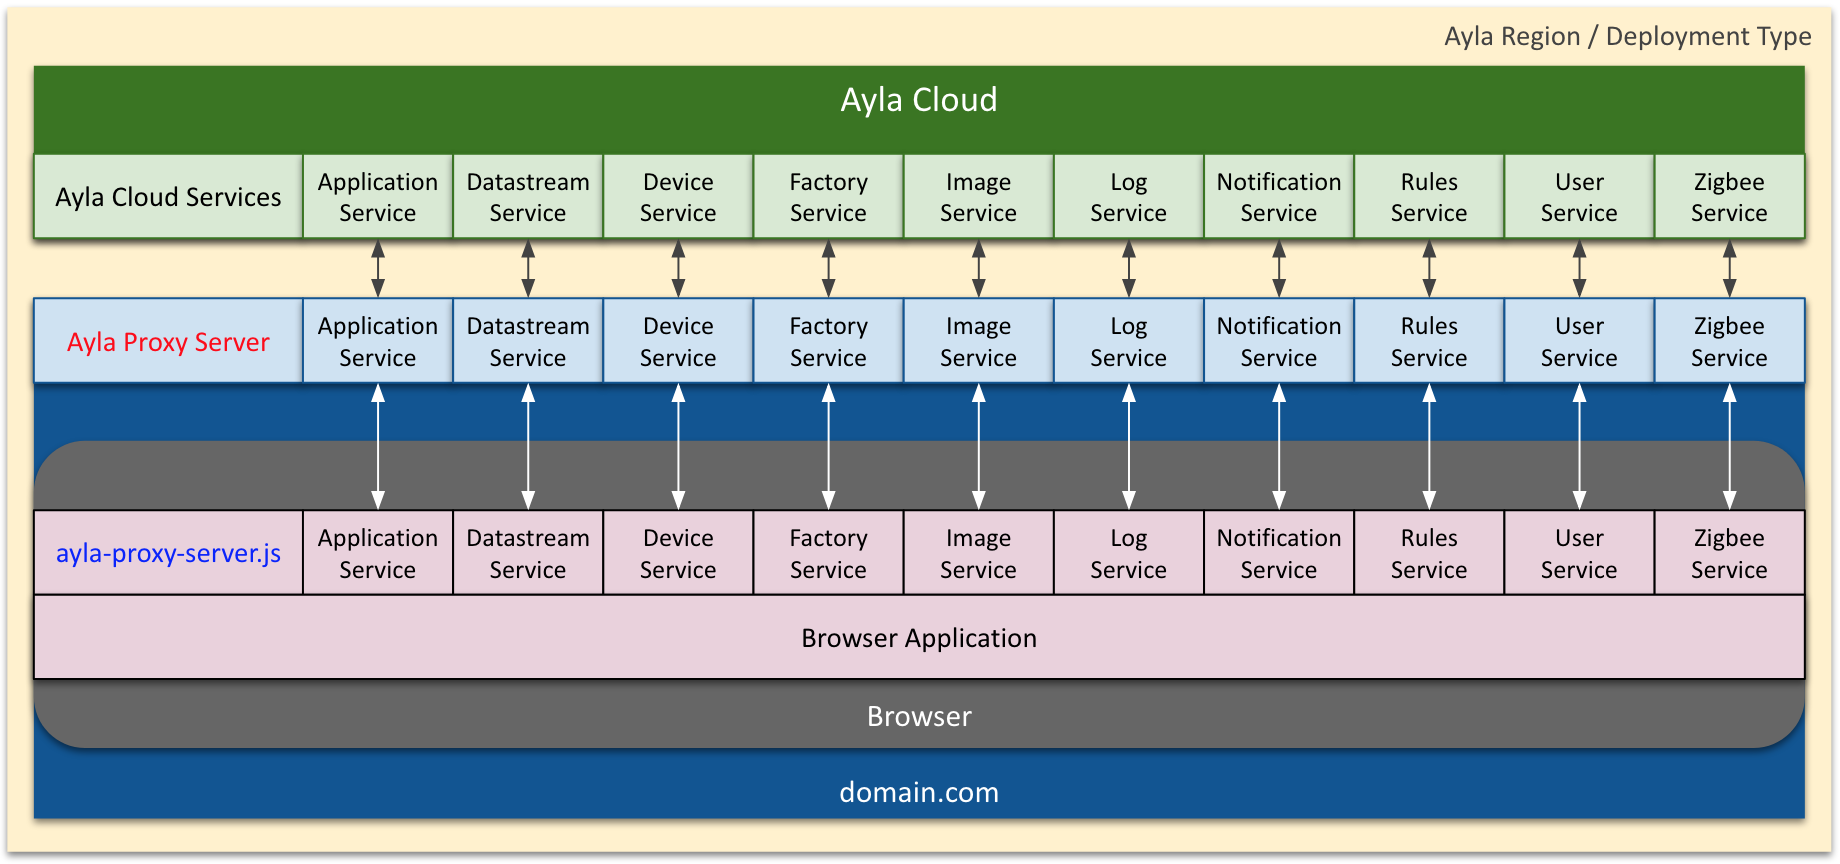 Ayla Region / Deployment Type
Ayla Cloud
Ayla Cloud Services
Application
Service
Datastream
Service
Device
Service
Factory
Service
Image
Service
Log
Service
Notification
Service
Rules
Service
User
Service
Zigbee
Service
Ayla Proxy Server
Application
Service
Datastream
Service
Device
Service
Factory
Service
Image
Service
Log
Service
Notification
Service
Rules
Service
User
Service
Zigbee
Service
ayla-proxy-server.js
Application
Service
Datastream
Service
Device
Service
Factory
Service
Image
Service
Log
Service
Notification
Service
Rules
Service
User
Service
Zigbee
Service
Browser Application
Browser
domain.com